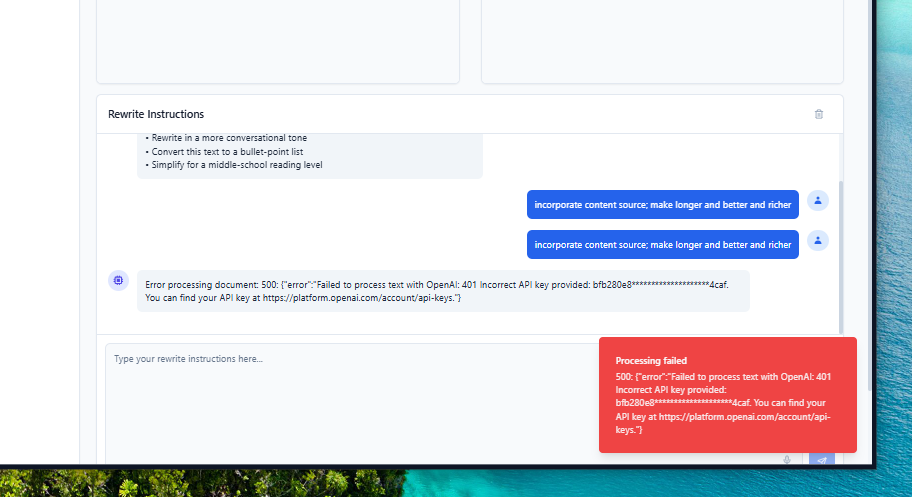 Rewrite Instructions
• Rewrite in a more conversational tone
• Convert this text to a bullet-point list
• Simplify for a middle-school reading level
incorporate content source; make longer and better and richer
incorporate content source; make longer and better and richer
Error processing document: 500: {"error":"Failed to process text with OpenAI: 401 Incorrect API key provided: bfb280e8********************4caf.
You can find your API key at https://platform.openai.com/account/api-keys."}
Type your rewrite instructions here...
Processing failed
500: {"error":"Failed to process text with OpenAI: 401
Incorrect API key provided:
bfb280e8********************4caf. You can find your
API key at https://platform.openai.com/account/api-
keys."}